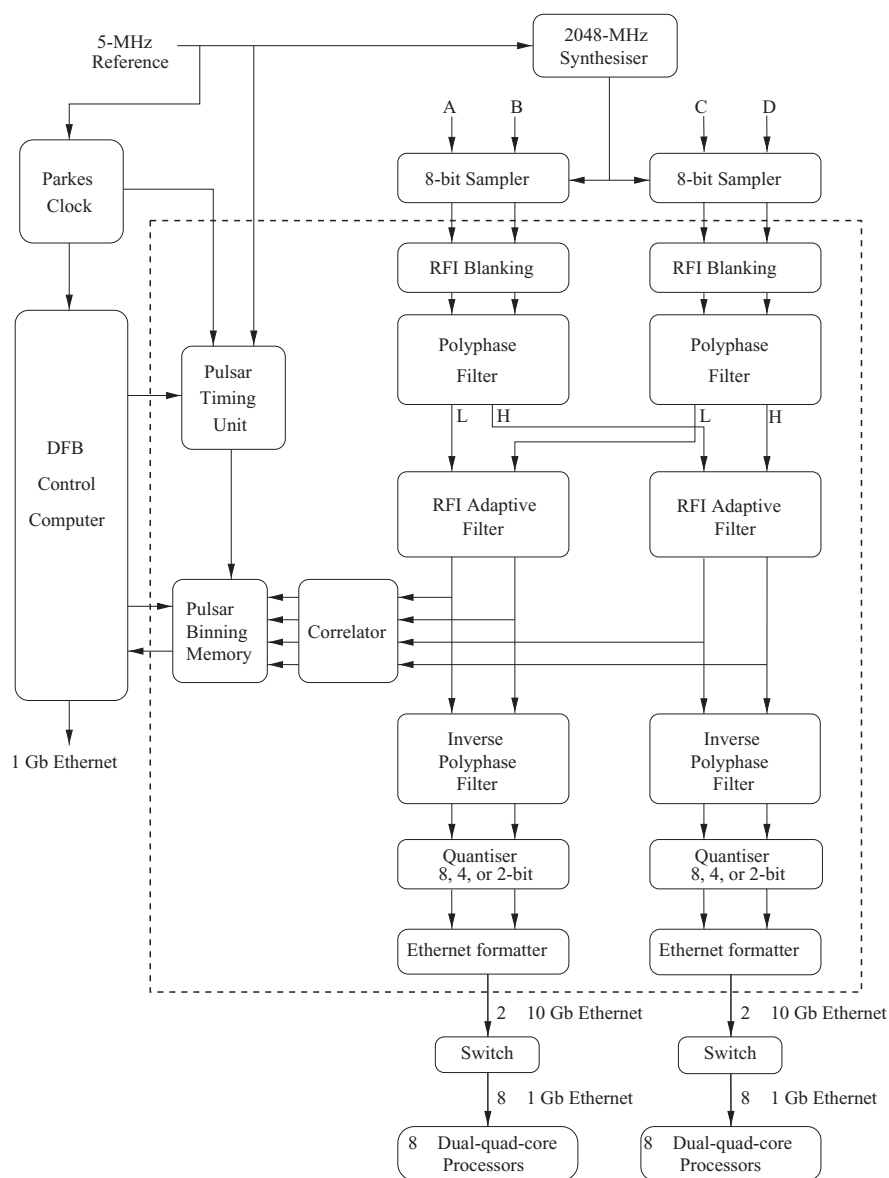 5-MHz
Reference
2048-MHz
Synthesiser
A
B
C
D
Parkes
Clock
8-bit Sampler
8-bit Sampler
RFI Blanking
RFI Blanking
Polyphase
Filter
Polyphase
Filter
Pulsar
Timing
Unit
L
H
L
H
DFB
Control
Computer
RFI Adaptive
Filter
RFI Adaptive
Filter
Pulsar
Binning
Memory
Correlator
Inverse
Polyphase
Filter
Inverse
Polyphase
Filter
1 Gb Ethernet
Quantiser
8, 4, or 2-bit
Quantiser
8, 4, or 2-bit
Ethernet formatter
Ethernet formatter
2 10 Gb Ethernet
2 10 Gb Ethernet
Switch
Switch
8 1 Gb Ethernet
8 1 Gb Ethernet
8 Dual-quad-core
Processors
8 Dual-quad-core
Processors